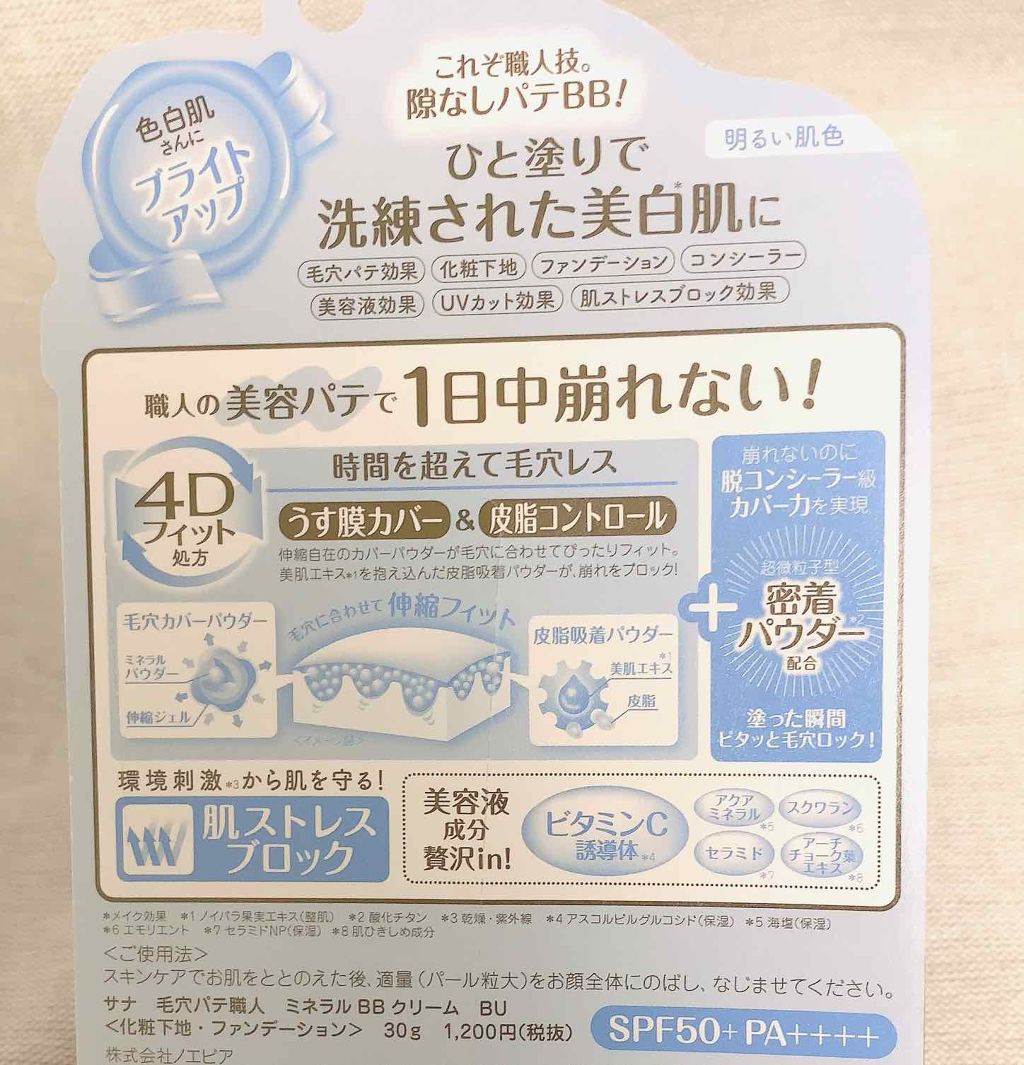 色白肌
さんに
ブライト
アップ
これぞ職人技。
隙なしパテBB!
明るい肌色
ひと塗りで
洗練された美白肌に*
毛穴パテ効果 化粧下地 ファンデーション コンシーラー
美容液効果 UVカット効果 肌ストレスブロック効果
職人の美容パテで1日中崩れない!
4D
フィット
処方
時間を超えて毛穴レス
うす膜カバー & 皮脂コントロール
伸縮自在のカバーパウダーが毛穴に合わせてぴったりフィット。
美肌エキス*1を抱え込んだ皮脂吸着パウダーが、崩れをブロック!
毛穴カバーパウダー
ミネラル
パウダー
伸縮ジェル
毛穴に合わせて伸縮フィット
<イメージ図>
皮脂吸着パウダー
*1
美肌エキス
皮脂
+
崩れないのに
脱コンシーラー級
カバー力を実現
超微粒子型
密着
パウダー*2
配合
塗った瞬間
ピタッと毛穴ロック!
環境刺激*3から肌を守る!
肌ストレス
ブロック
美容液
成分
贅沢in!
ビタミンC
誘導体*4
アクア
ミネラル*5
スクワラン*6
セラミド*7
アーチ
チョーク葉
エキス*8
*メイク効果 *1 ノイバラ果実エキス(整肌) *2 酸化チタン *3 乾燥・紫外線 *4 アスコルビルグルコシド(保湿) *5 海塩(保湿)
*6 エモリエント *7 セラミドNP(保湿) *8 肌ひきしめ成分
<ご使用法>
スキンケアでお肌をととのえた後、適量(パール粒大)をお顔全体にのばし、なじませてください。
サナ 毛穴パテ職人 ミネラルBBクリーム BU
<化粧下地・ファンデーション> 30g 1,200円(税抜)
SPF50+ PA++++
株式会社ノエビア